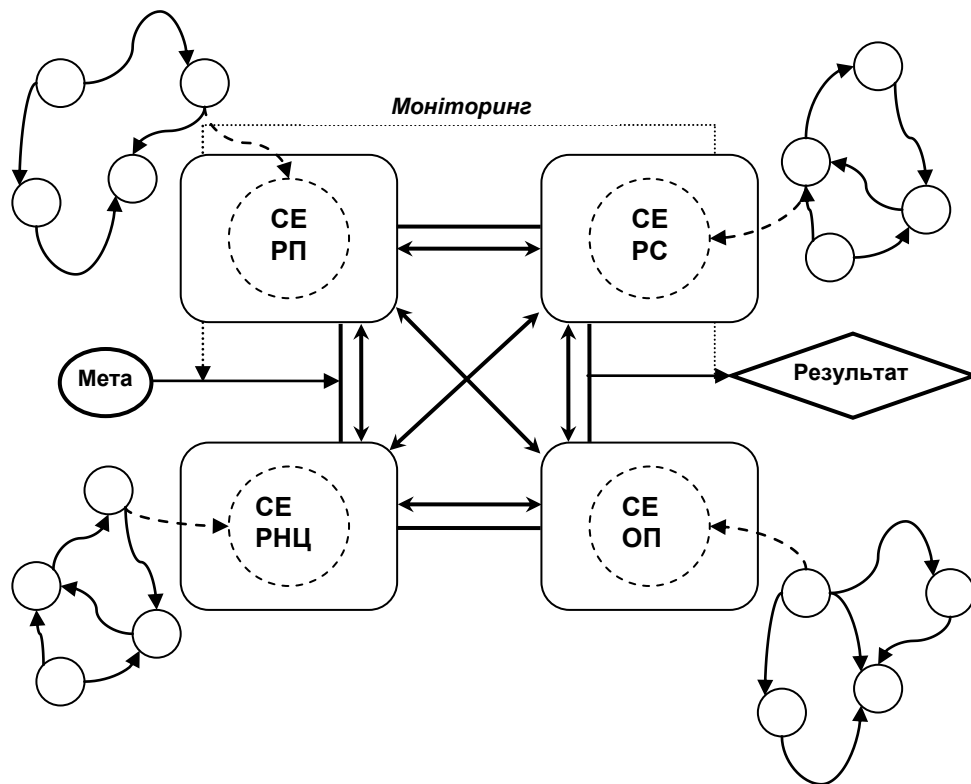 Моніторинг
СЕ
РП
СЕ
РС
Мета
Результат
СЕ
РНЦ
СЕ
ОП